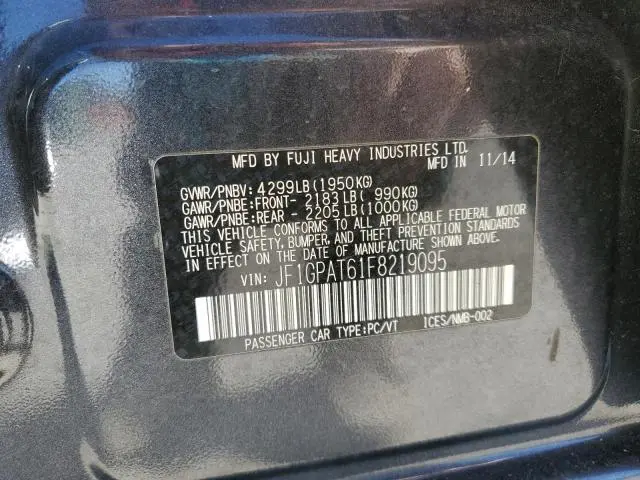 MFD BY FUJI HEAVY INDUSTRIES LTD.
MFD IN 11/14
GVWR/PNBV: 4299LB(1950KG)
GAWR/PNBE:FRONT- 2183LB( 990KG)
GAWR/PNBE:REAR - 2205LB(1000KG)
THIS VEHICLE CONFORMS TO ALL APPLICABLE FEDERAL MOTOR
VEHICLE SAFETY, BUMPER, AND THEFT PREVENTION STANDARDS
IN EFFECT ON THE DATE OF MANUFACTURE SHOWN ABOVE.
VIN: JF1GPAT61F8219095
PASSENGER CAR TYPE:PC/VT ICES/NMB-002